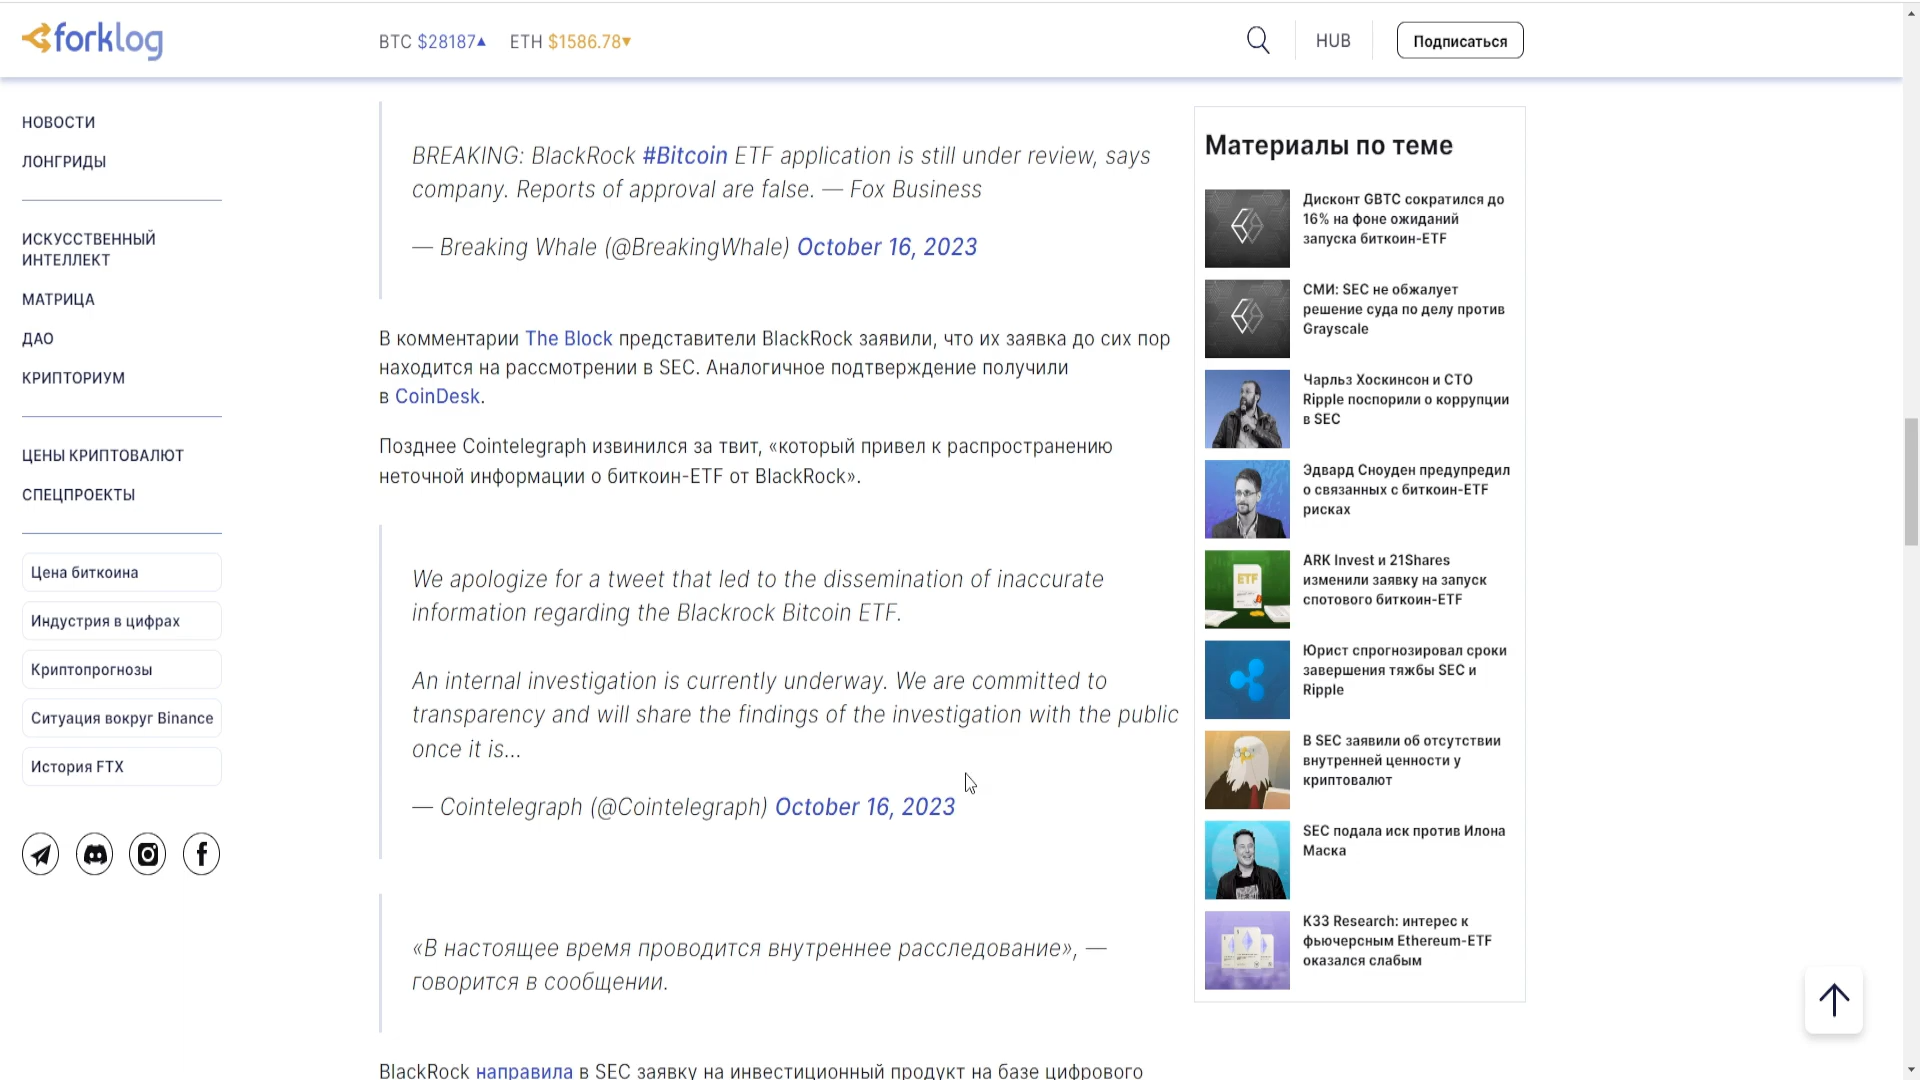 forklog
BTC $28187▲ ETH $1586.78▼
HUB
Подписаться
НОВОСТИ
ЛОНГРИДЫ
ИСКУССТВЕННЫЙ
ИНТЕЛЛЕКТ
МАТРИЦА
ДАО
КРИПТОРИУМ
ЦЕНЫ КРИПТОВАЛЮТ
СПЕЦПРОЕКТЫ
Цена биткоина
Индустрия в цифрах
Криптопрогнозы
Ситуация вокруг Binance
История FTX
BREAKING: BlackRock #Bitcoin ETF application is still under review, says
company. Reports of approval are false. — Fox Business
— Breaking Whale (@BreakingWhale) October 16, 2023
В комментарии The Block представители BlackRock заявили, что их заявка до сих пор
находится на рассмотрении в SEC. Аналогичное подтверждение получили
в CoinDesk.
Позднее Cointelegraph извинился за твит, «который привел к распространению
неточной информации о биткоин-ETF от BlackRock».
We apologize for a tweet that led to the dissemination of inaccurate
information regarding the Blackrock Bitcoin ETF.
An internal investigation is currently underway. We are committed to
transparency and will share the findings of the investigation with the public
once it is...
— Cointelegraph (@Cointelegraph) October 16, 2023
«В настоящее время проводится внутреннее расследование», —
говорится в сообщении.
BlackRock направила в SEC заявку на инвестиционный продукт на базе цифрового
Материалы по теме
Дисконт GBTC сократился до
16% на фоне ожиданий
запуска биткоин-ETF
СМИ: SEC не обжалует
решение суда по делу против
Grayscale
Чарльз Хоскинсон и CTO
Ripple поспорили о коррупции
в SEC
Эдвард Сноуден предупредил
о связанных с биткоин-ETF
рисках
ETF
ARK Invest и 21Shares
изменили заявку на запуск
спотового биткоин-ETF
Юрист спрогнозировал сроки
завершения тяжбы SEC и
Ripple
В SEC заявили об отсутствии
внутренней ценности у
криптовалют
SEC подала иск против Илона
Маска
K33 Research: интерес к
фьючерсным Ethereum-ETF
оказался слабым